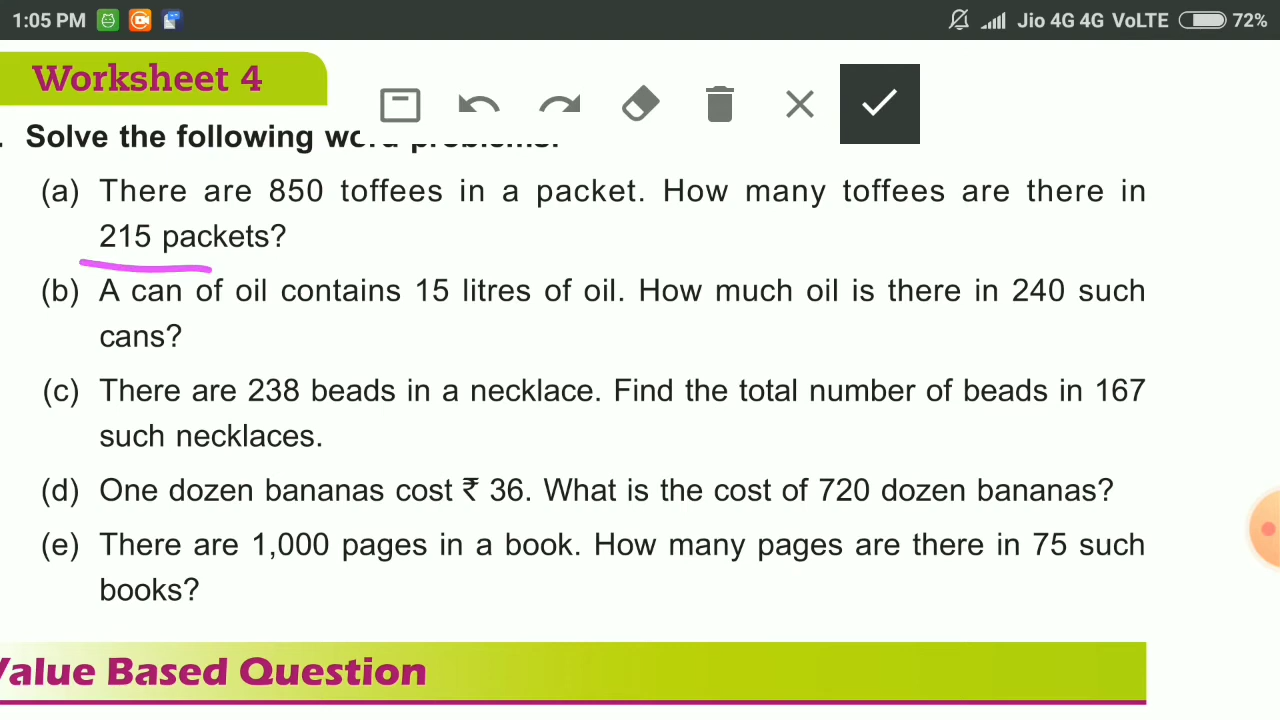 1:05 PM Jio 4G 4G VoLTE 72%
Worksheet 4
. Solve the following word problems.
(a) There are 850 toffees in a packet. How many toffees are there in
215 packets?
(b) A can of oil contains 15 litres of oil. How much oil is there in 240 such
cans?
(c) There are 238 beads in a necklace. Find the total number of beads in 167
such necklaces.
(d) One dozen bananas cost ₹ 36. What is the cost of 720 dozen bananas?
(e) There are 1,000 pages in a book. How many pages are there in 75 such
books?
Value Based Question